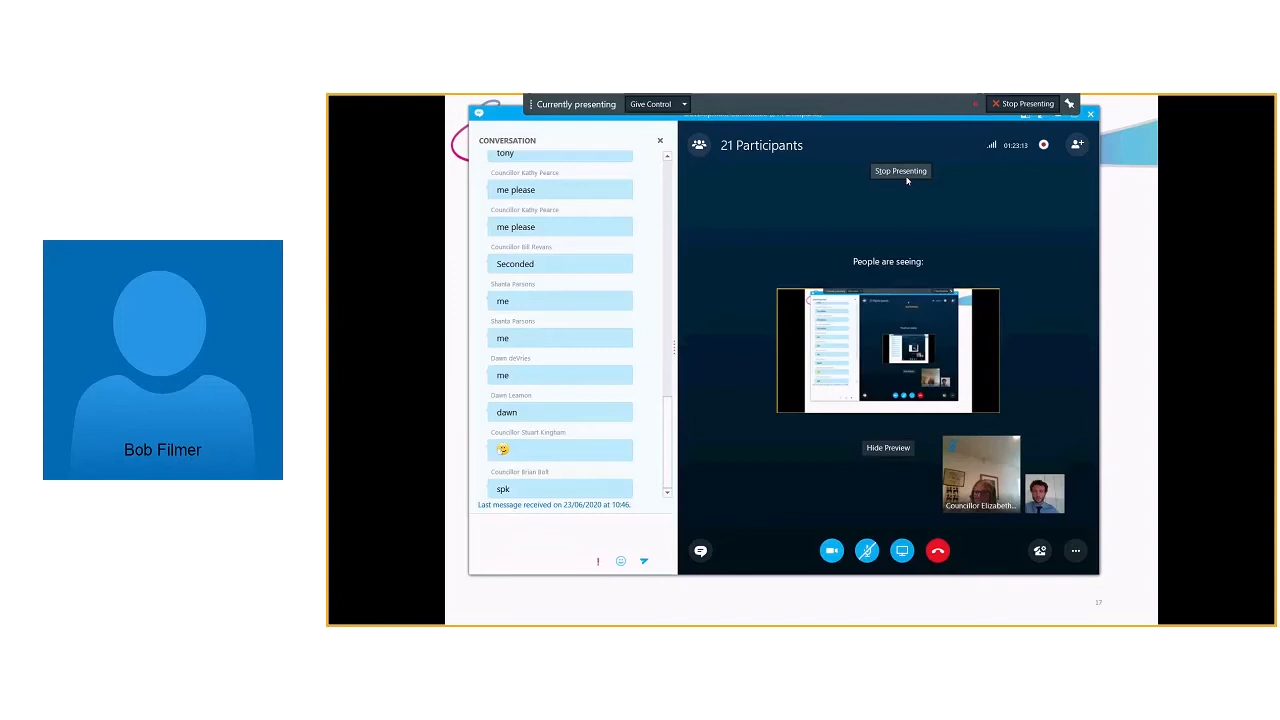 Bob Filmer
Currently presenting
Give Control
Stop Presenting
CONVERSATION
tony
Councillor Kathy Pearce
me please
Councillor Kathy Pearce
me please
Councillor Bill Revans
Seconded
Shanta Parsons
me
Shanta Parsons
me
Dawn deVries
me
Dawn Leamon
dawn
Councillor Stuart Kingham
Councillor Brian Bolt
spk
Last message received on 23/06/2020 at 10:46.
!
21 Participants
01:23:13
Stop Presenting
People are seeing:
Hide Preview
Councillor Elizabeth...
17